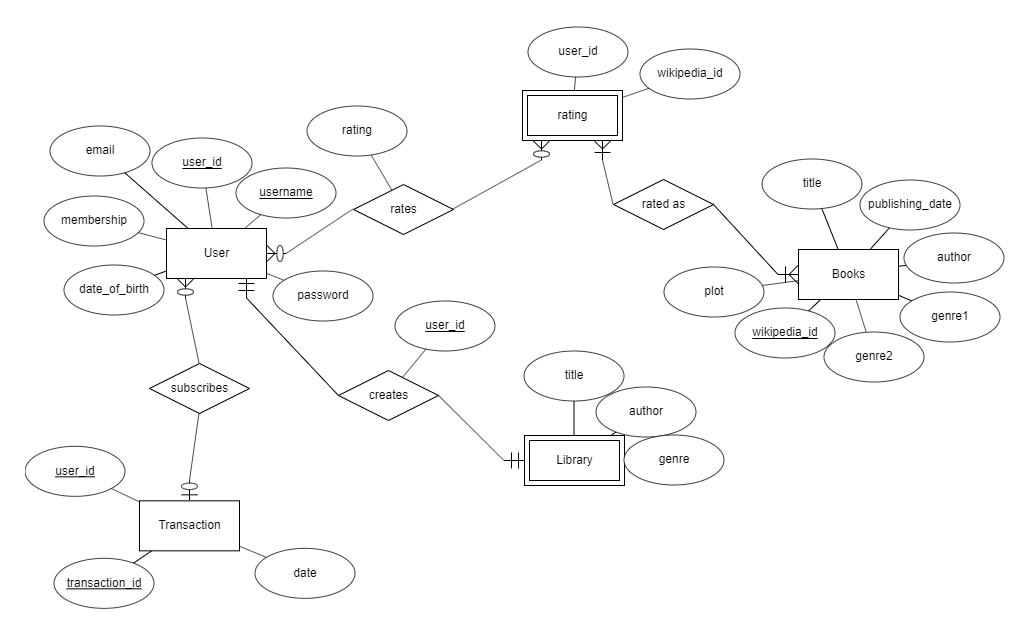 user_id
wikipedia_id
rating
rating
email
user_id
username
rates
rated as
title
publishing_date
membership
User
author
Books
date_of_birth
password
plot
genre1
user_id
wikipedia_id
genre2
title
subscribes
creates
author
Library
genre
user_id
Transaction
transaction_id
date